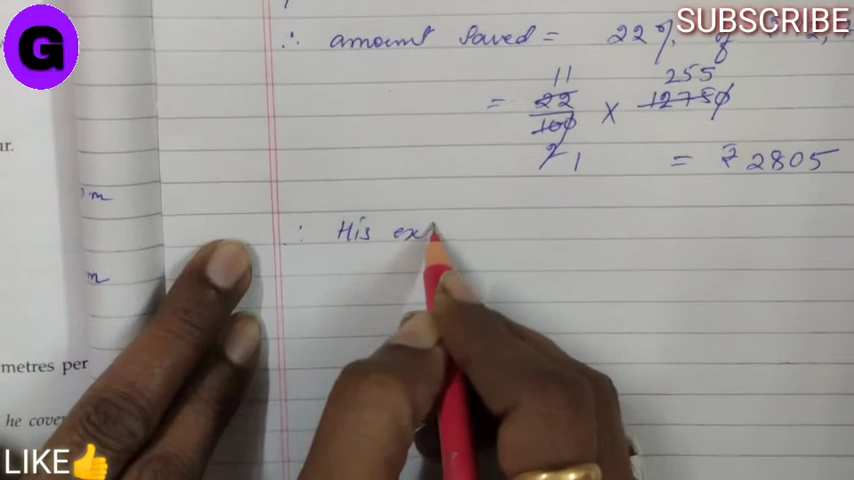 SUBSCRIBE
G
∴ amount saved = 22% of ₹
11 255
= 22/100 × 12750
2 1 = ₹ 2805
ur.
m
: His ex
m
metres per
he cove
LIKE👍